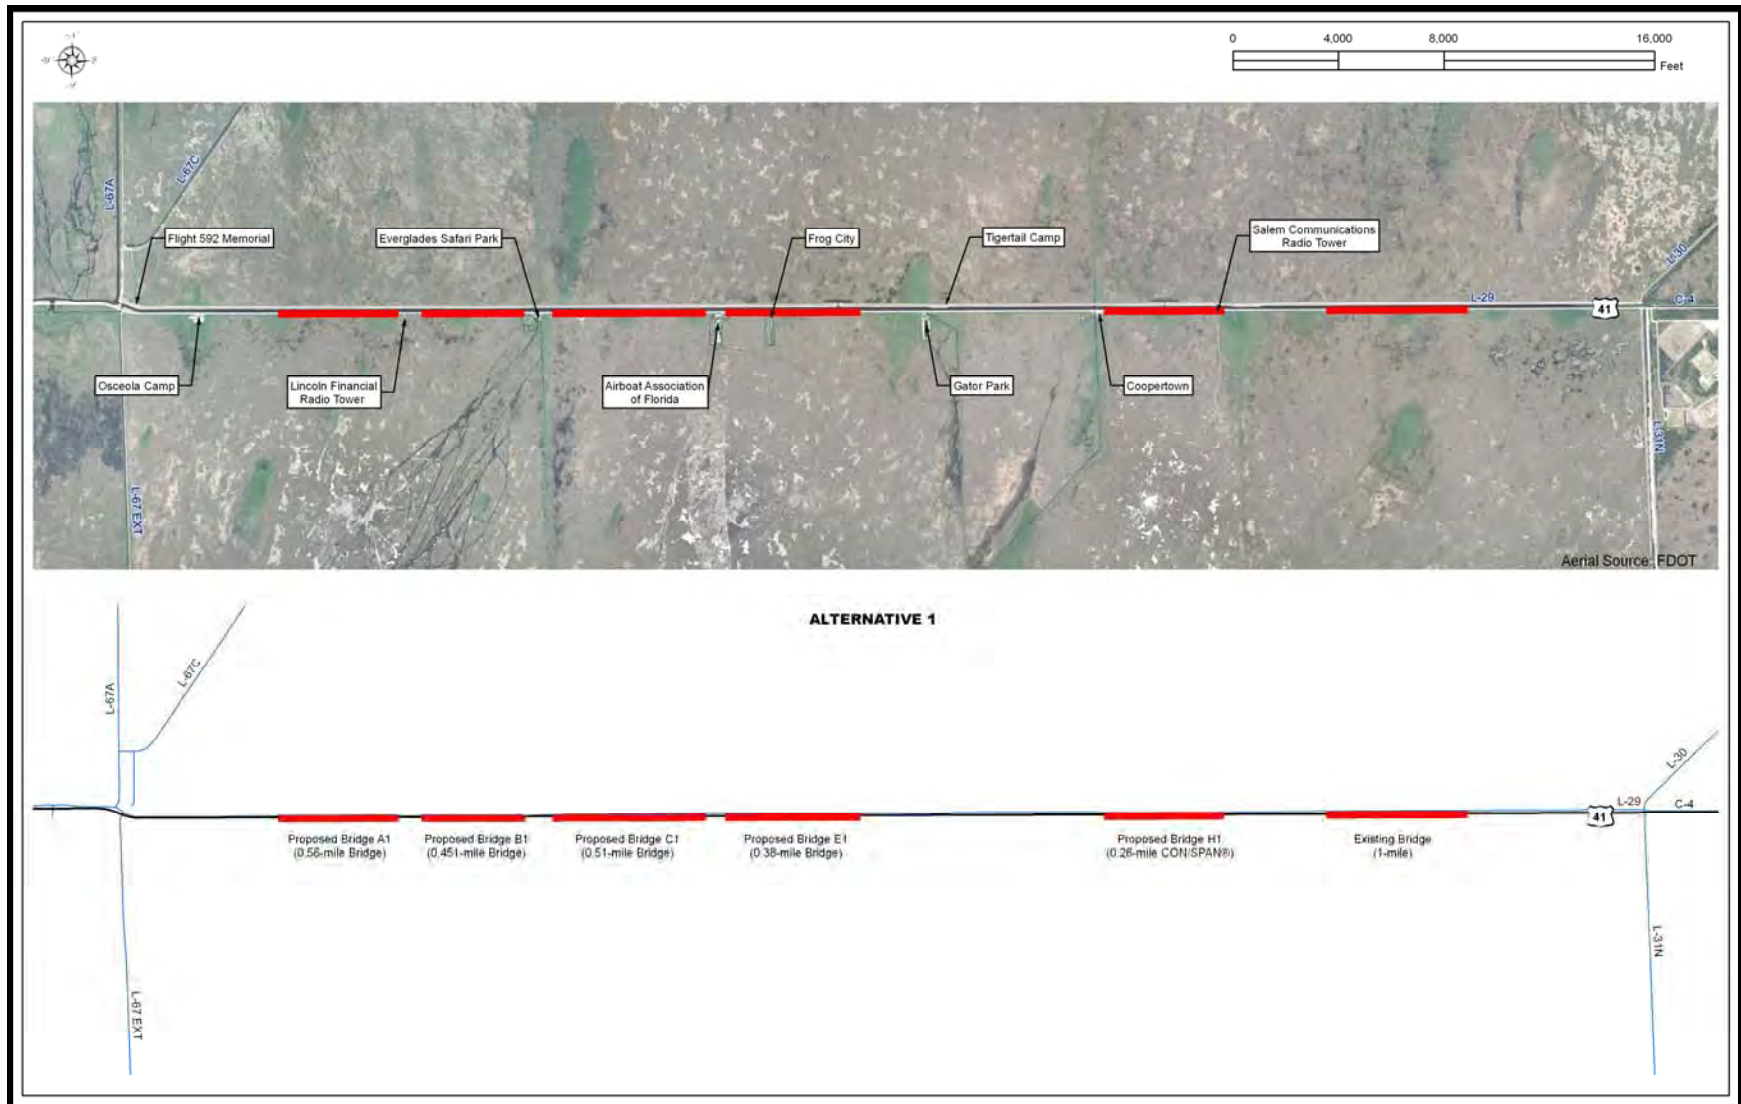 0 4,000 8,000 16,000
Feet
L-67A
L-67C
Flight 592 Memorial
Everglades Safari Park
Frog City
Tigertail Camp
Salem Communications
Radio Tower
L-30
L-29
C-4
41
Osceola Camp
Lincoln Financial
Radio Tower
Airboat Association
of Florida
Gator Park
Coopertown
L-31N
L-67 EXT
Aerial Source: FDOT
ALTERNATIVE 1
L-67A
L-67C
L-30
L-29
C-4
41
Proposed Bridge A1
(0.56-mile Bridge)
Proposed Bridge B1
(0.451-mile Bridge)
Proposed Bridge C1
(0.51-mile Bridge)
Proposed Bridge E1
(0.38-mile Bridge)
Proposed Bridge H1
(0.26-mile CON/SPAN®)
Existing Bridge
(1-mile)
L-31N
L-67 EXT